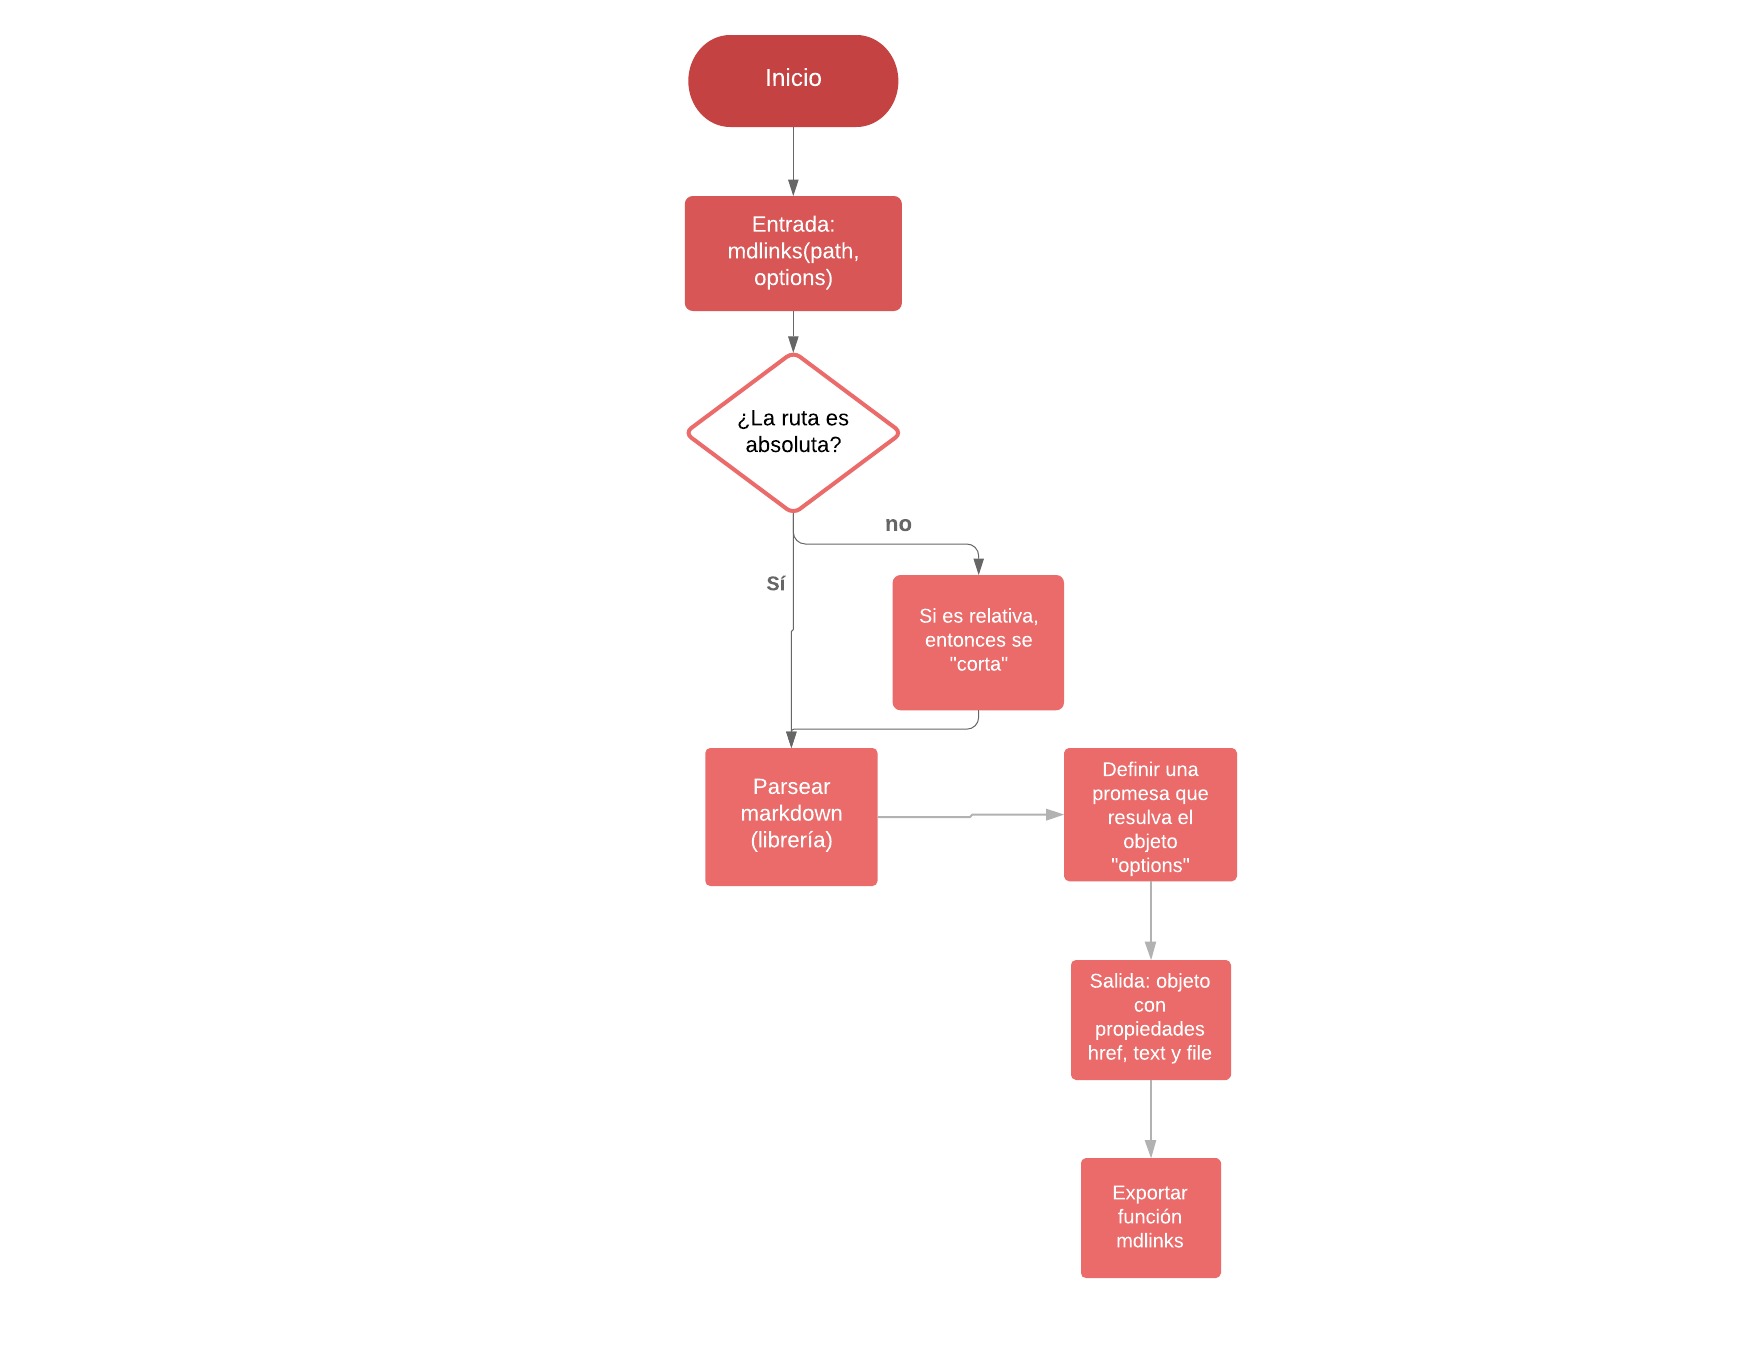 Inicio
Entrada:
mdlinks(path,
options)
¿La ruta es
absoluta?
no
Sí
Si es relativa,
entonces se
"corta"
Parsear
markdown
(librería)
Definir una
promesa que
resulva el
objeto
"options"
Salida: objeto
con
propiedades
href, text y file
Exportar
función
mdlinks